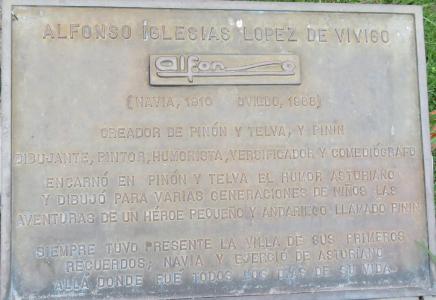 ALFONSO IGLESIAS LOPEZ DE VIVIGO
alfonso
(NAVIA, 1910 OVIEDO, 1988)
CREADOR DE PINÓN Y TELVA, Y PININ
DIBUJANTE, PINTOR, HUMORISTA, VERSIFICADOR Y COMEDIÓGRAFO
ENCARNÓ EN PINÓN Y TELVA EL HUMOR ASTURIANO
Y DIBUJÓ PARA VARIAS GENERACIONES DE NIÑOS LAS
AVENTURAS DE UN HÉROE PEQUEÑO Y ANDARIEGO LLAMADO PININ
SIEMPRE TUVO PRESENTE LA VILLA DE SUS PRIMEROS
RECUERDOS; NAVIA Y EJERCIÓ DE ASTURIANO
ALLÁ DONDE FUE TODOS LOS DÍAS DE SU VIDA